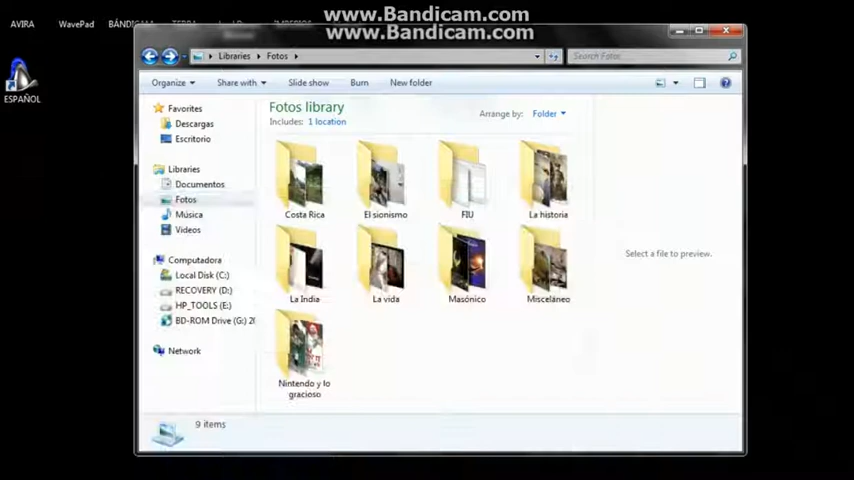 www.Bandicam.com
www.Bandicam.com
AVIRA
WavePad
ESPAÑOL
Libraries
Fotos
Search Fotos
Organize
Share with
Slide show
Burn
New folder
Favorites
Descargas
Escritorio
Libraries
Documentos
Fotos
Música
Videos
Computadora
Local Disk (C:)
RECOVERY (D:)
HP_TOOLS (E:)
BD-ROM Drive (G:) 20
Network
Fotos library
Includes: 1 location
Arrange by: Folder
Costa Rica
El sionismo
FIU
La historia
La India
La vida
Masónico
Misceláneo
Nintendo y lo
gracioso
Select a file to preview.
9 items